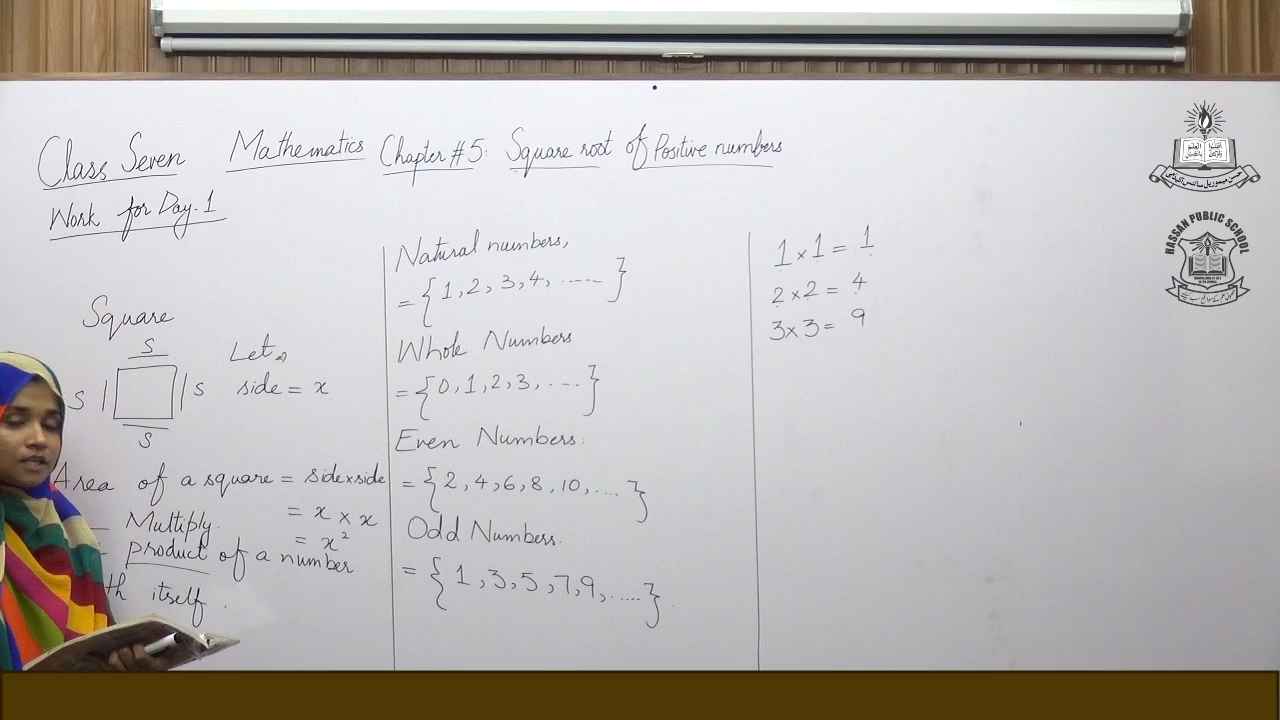 Class Seven Mathematics Chapter #5: Square root of Positive numbers
Work for Day.1
Square
S
S
S
S
Let,
side = x
Area of a square = side×side
= x × x
= x²
Multiply.
product of a number
itself.
Natural numbers,
= {1, 2, 3, 4, ......}
Whole Numbers
= {0, 1, 2, 3, ....}
Even Numbers:
= {2, 4, 6, 8, 10, ....}
Odd Numbers.
= {1, 3, 5, 7, 9, .....}
1 × 1 = 1
2 × 2 = 4
3 × 3 = 9
HASSAN PUBLIC SCHOOL